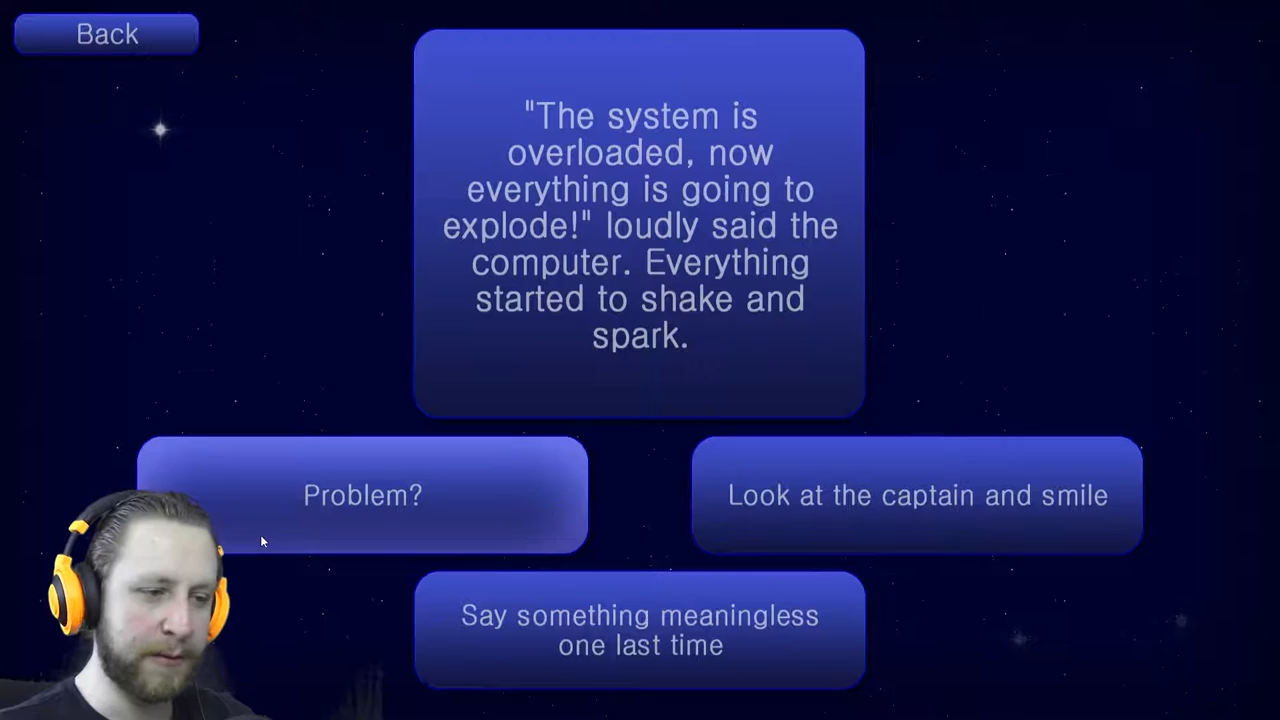 Back
"The system is
overloaded, now
everything is going to
explode!" loudly said the
computer. Everything
started to shake and
spark.
Problem?
Look at the captain and smile
Say something meaningless
one last time